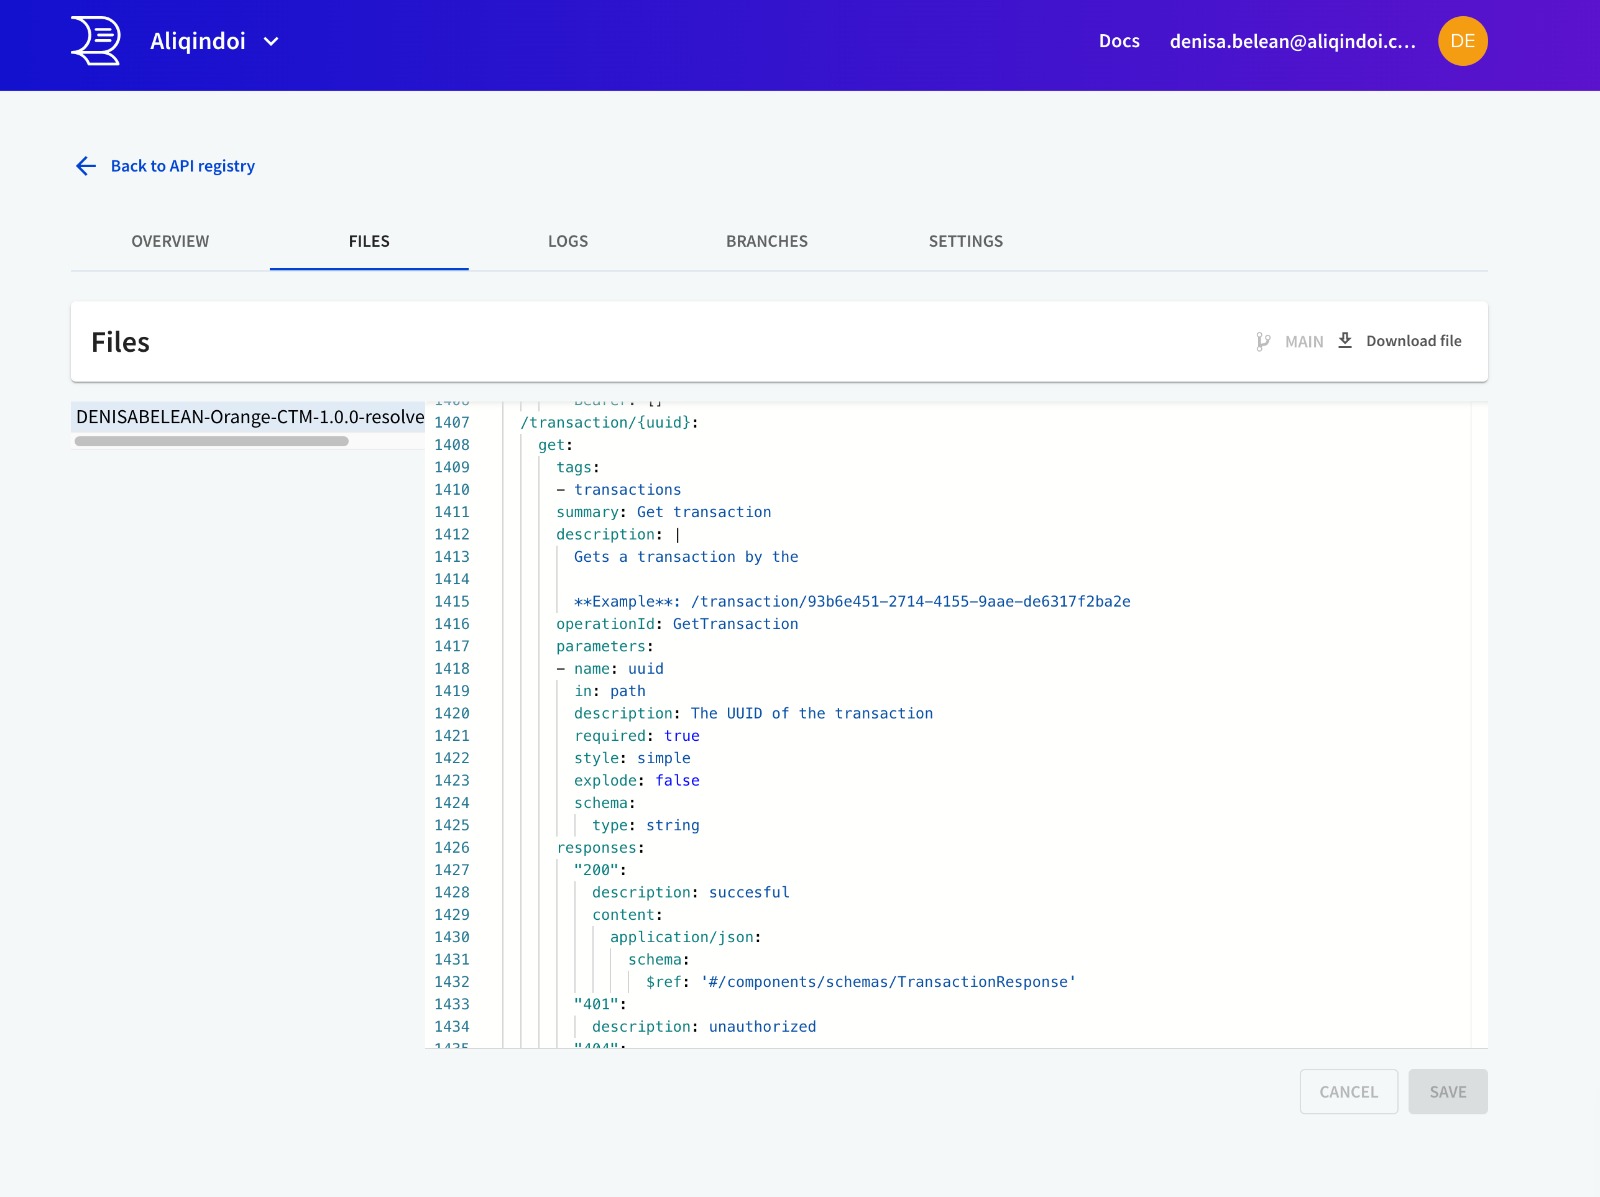 Aliqindoi
Docs
denisa.belean@aliqindoi.c...
DE
Back to API registry
OVERVIEW
FILES
LOGS
BRANCHES
SETTINGS
Files
MAIN
Download file
DENISABELEAN-Orange-CTM-1.0.0-resolve
1406 Bearer: []
1407 /transaction/{uuid}:
1408 get:
1409 tags:
1410 - transactions
1411 summary: Get transaction
1412 description: |
1413 Gets a transaction by the
1414
1415 **Example**: /transaction/93b6e451-2714-4155-9aae-de6317f2ba2e
1416 operationId: GetTransaction
1417 parameters:
1418 - name: uuid
1419 in: path
1420 description: The UUID of the transaction
1421 required: true
1422 style: simple
1423 explode: false
1424 schema:
1425 type: string
1426 responses:
1427 "200":
1428 description: succesful
1429 content:
1430 application/json:
1431 schema:
1432 $ref: '#/components/schemas/TransactionResponse'
1433 "401":
1434 description: unauthorized
1435 "404":
CANCEL
SAVE